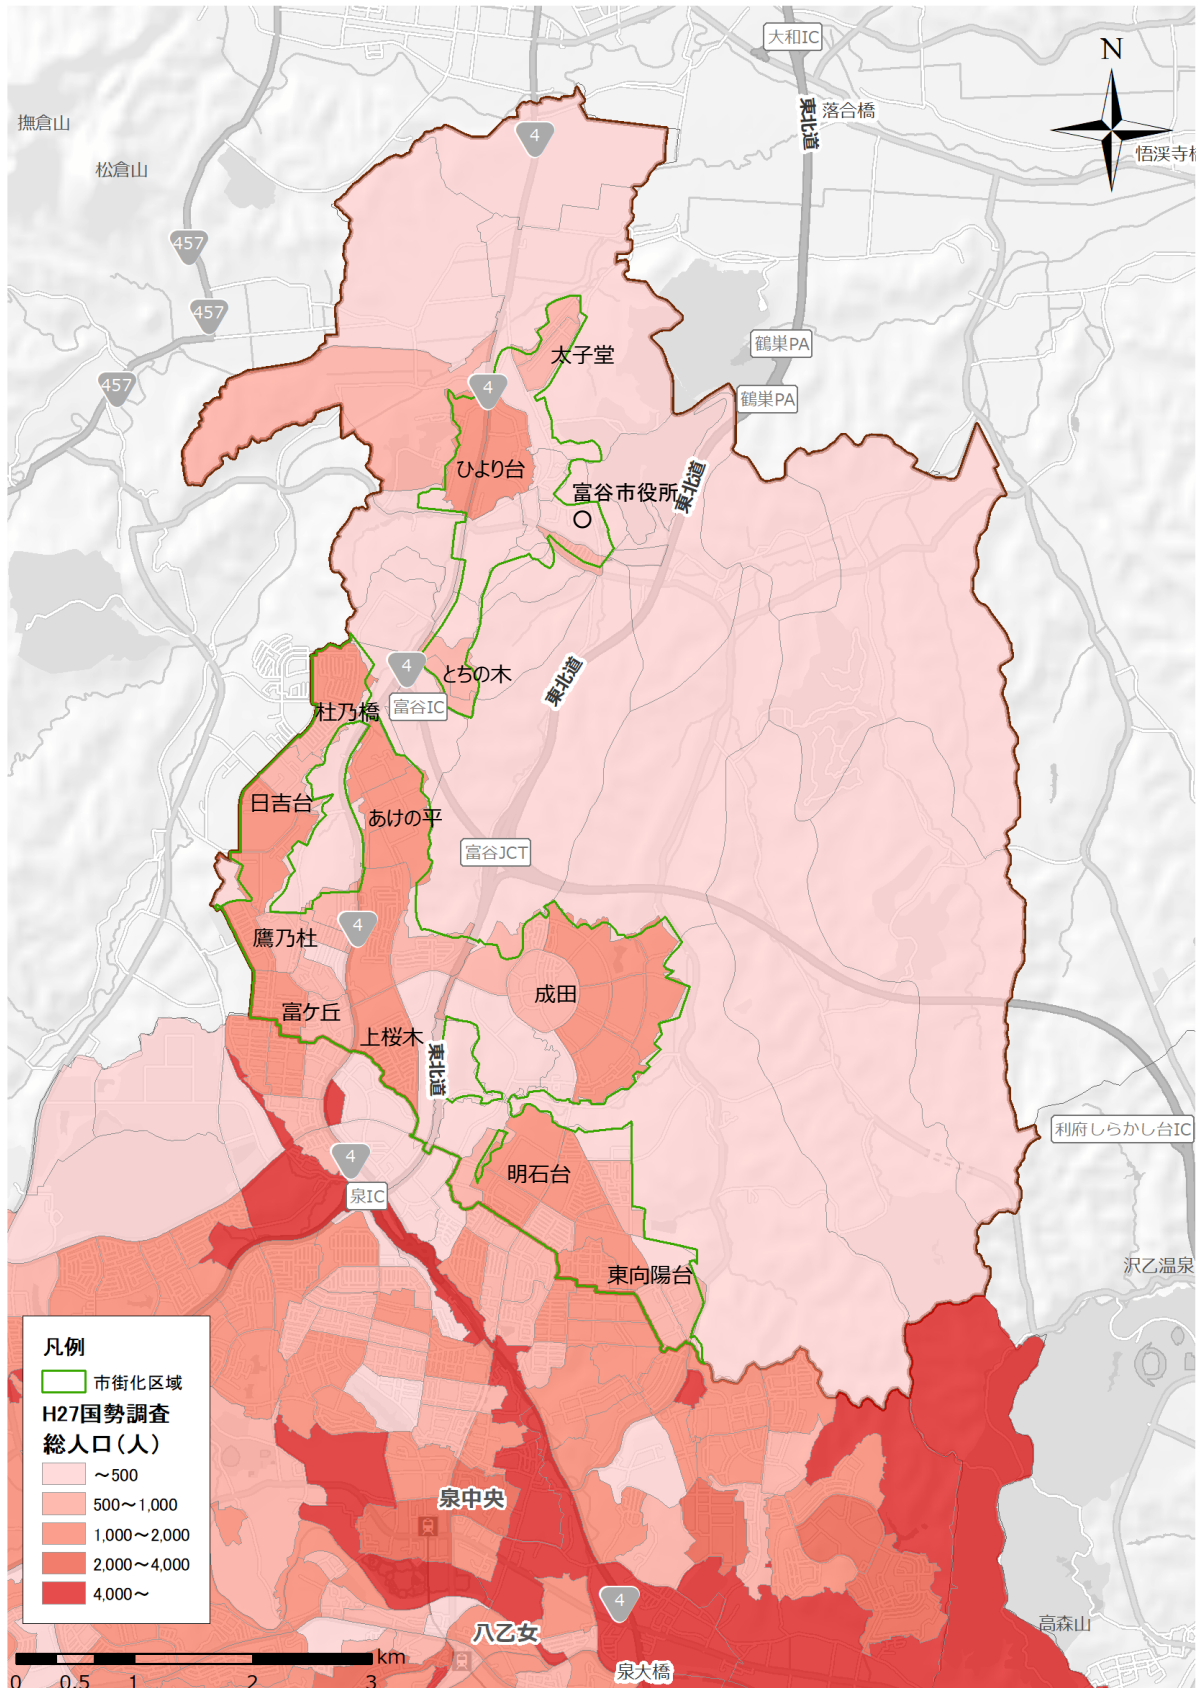 大和IC
N
撫倉山
4
東北道
落合橋
松倉山
悟渓寺
457
457
鶴巣PA
太子堂
457
4
鶴巣PA
ひより台
富谷市役所
東北道
4
とちの木
東北道
杜乃橋
富谷IC
日吉台
あけの平
富谷JCT
4
鷹乃杜
成田
富ケ丘
上桜木
東北道
利府しらかし台IC
4
明石台
泉IC
沢乙温泉
東向陽台
凡例
市街化区域
H27国勢調査
総人口(人)
~500
500~1,000
1,000~2,000
2,000~4,000
4,000~
泉中央
4
高森山
八乙女
泉大橋
km
0 0.5 1 2 3